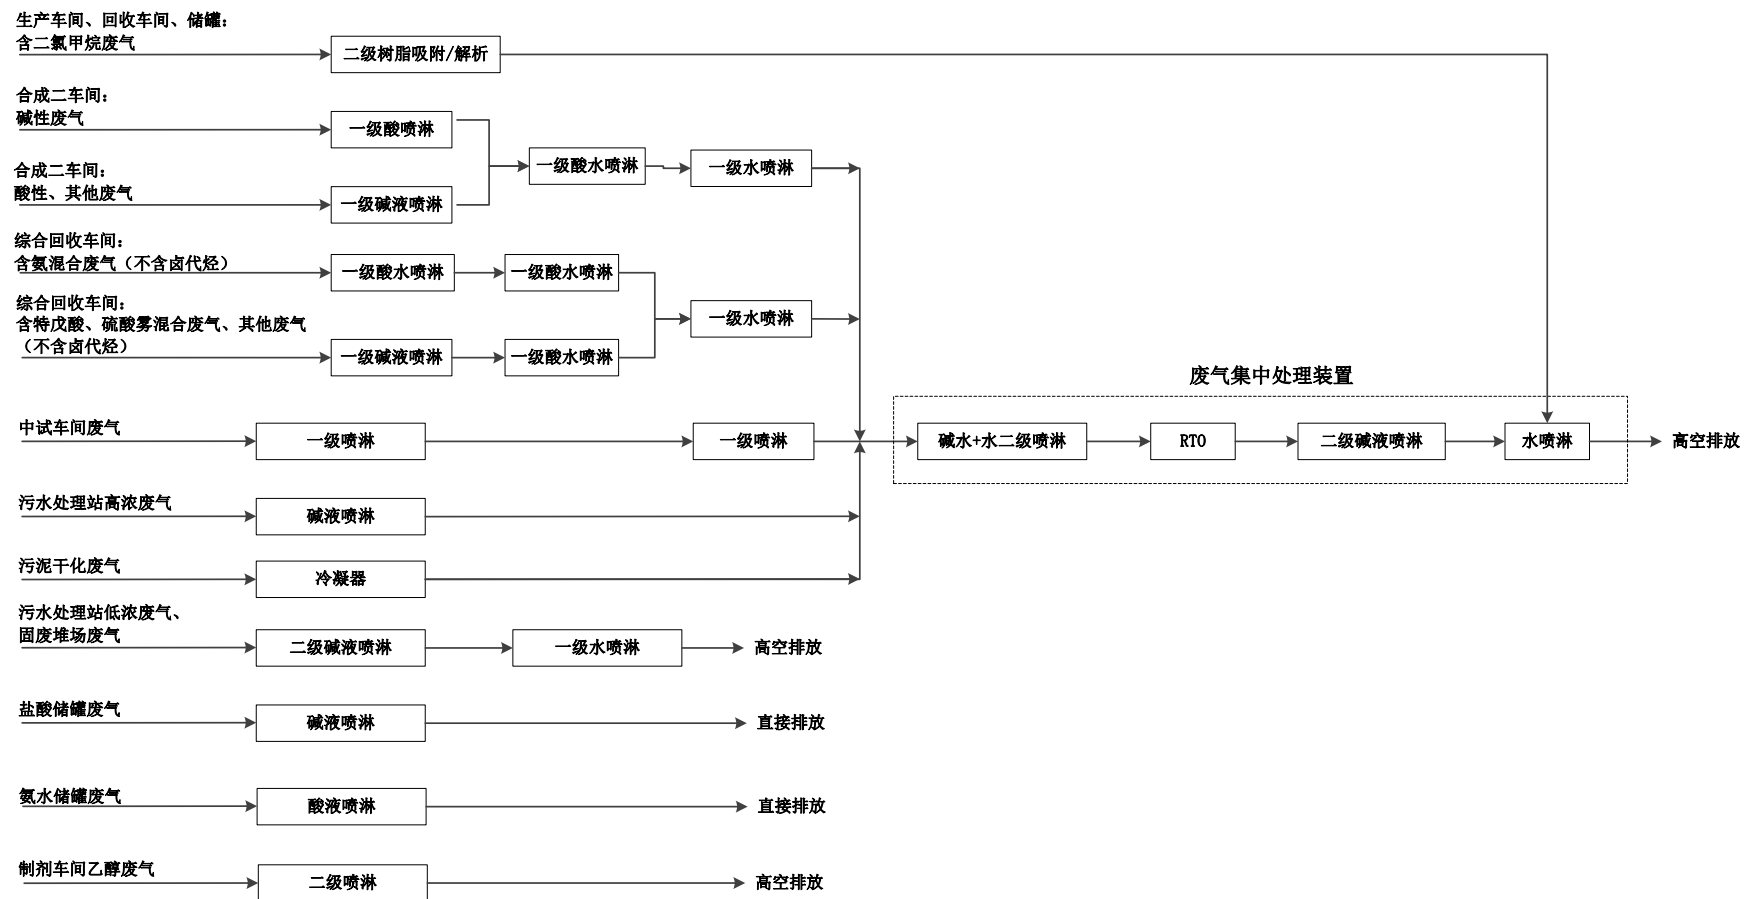 生产车间、回收车间、储罐：
含二氯甲烷废气
二级树脂吸附/解析
合成二车间：
碱性废气
一级酸喷淋
合成二车间：
酸性、其他废气
一级碱液喷淋
一级酸水喷淋
一级水喷淋
综合回收车间：
含氨混合废气（不含卤代烃）
一级酸水喷淋
一级酸水喷淋
综合回收车间：
含特戊酸、硫酸雾混合废气、其他废气
（不含卤代烃）
一级碱液喷淋
一级酸水喷淋
一级水喷淋
废气集中处理装置
中试车间废气
一级喷淋
一级喷淋
碱水+水二级喷淋
RTO
二级碱液喷淋
水喷淋
高空排放
污水处理站高浓废气
碱液喷淋
污泥干化废气
冷凝器
污水处理站低浓废气、
固废堆场废气
二级碱液喷淋
一级水喷淋
高空排放
盐酸储罐废气
碱液喷淋
直接排放
氨水储罐废气
酸液喷淋
直接排放
制剂车间乙醇废气
二级喷淋
高空排放